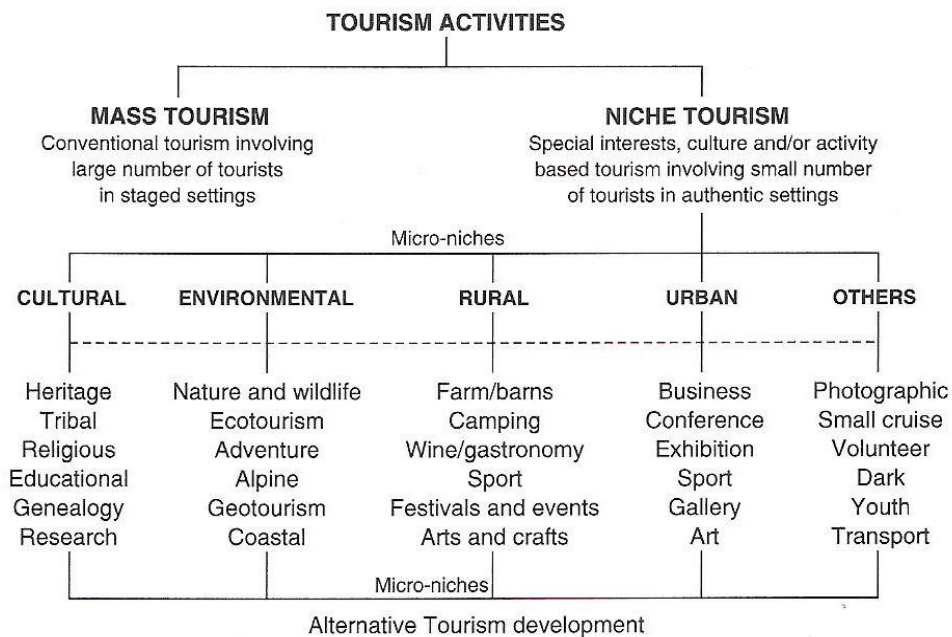 TOURISM ACTIVITIES
MASS TOURISM
Conventional tourism involving
large number of tourists
in staged settings
NICHE TOURISM
Special interests, culture and/or activity
based tourism involving small number
of tourists in authentic settings
Micro-niches
CULTURAL
ENVIRONMENTAL
RURAL
URBAN
OTHERS
Heritage
Tribal
Religious
Educational
Genealogy
Research
Nature and wildlife
Ecotourism
Adventure
Alpine
Geotourism
Coastal
Farm/barns
Camping
Wine/gastronomy
Sport
Festivals and events
Arts and crafts
Business
Conference
Exhibition
Sport
Gallery
Art
Photographic
Small cruise
Volunteer
Dark
Youth
Transport
Micro-niches
Alternative Tourism development